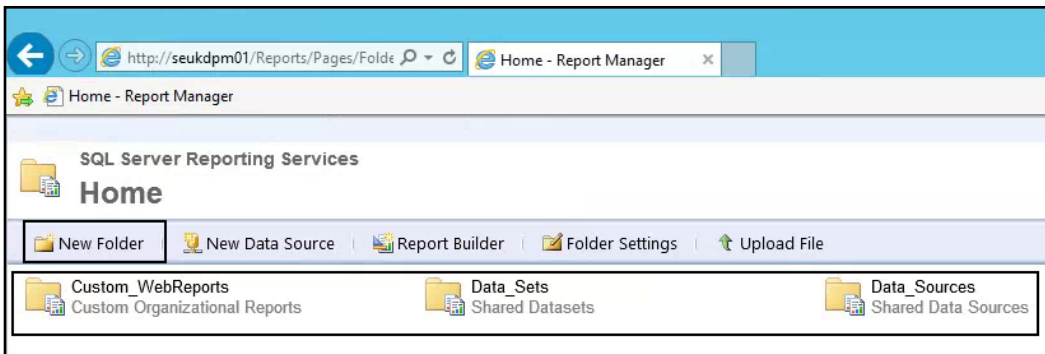 http://seukdpm01/Reports/Pages/Folde
Home - Report Manager
Home - Report Manager
SQL Server Reporting Services
Home
New Folder New Data Source Report Builder Folder Settings Upload File
Custom_WebReports Data_Sets Data_Sources
Custom Organizational Reports Shared Datasets Shared Data Sources